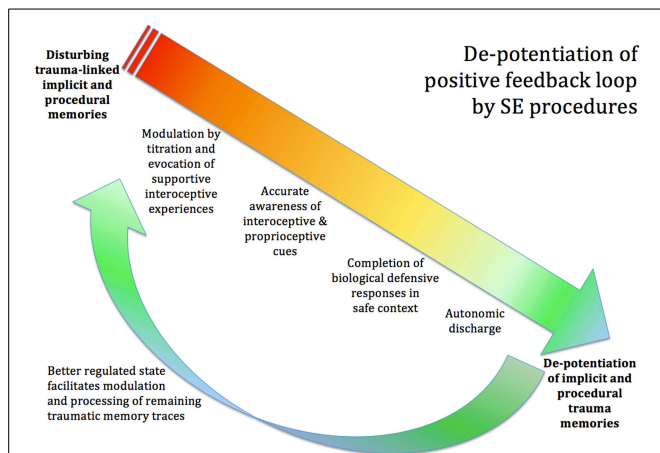 De-potentiation of
positive feedback loop
by SE procedures
Disturbing
trauma-linked
implicit and
procedural
memories
Modulation by
titration and
evocation of
supportive
interoceptive
experiences
Accurate
awareness of
interoceptive &
proprioceptive
cues
Completion of
biological defensive
responses in
safe context
Autonomic
discharge
De-potentiation
of implicit and
procedural
trauma
memories
Better regulated state
facilitates modulation
and processing of remaining
traumatic memory traces